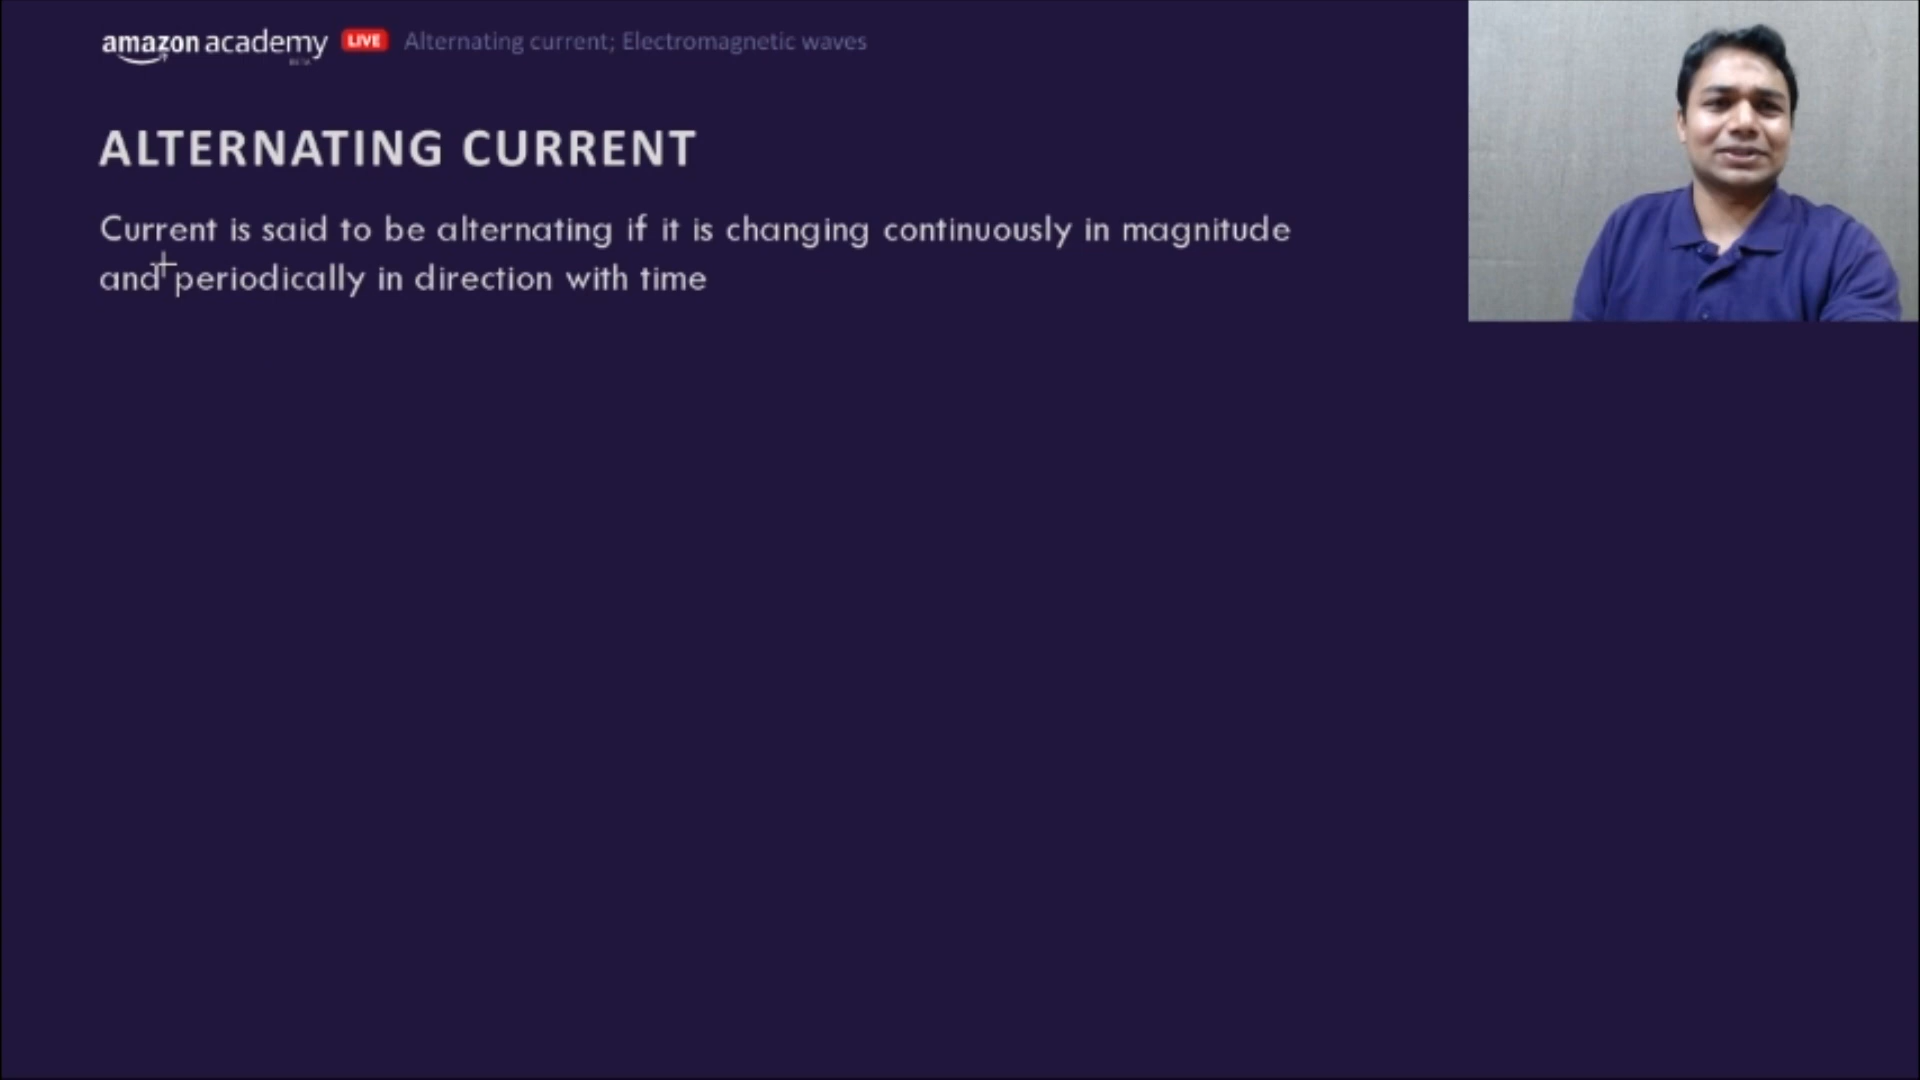 amazon academy LIVE Alternating current; Electromagnetic waves
BETA
ALTERNATING CURRENT
Current is said to be alternating if it is changing continuously in magnitude
and periodically in direction with time